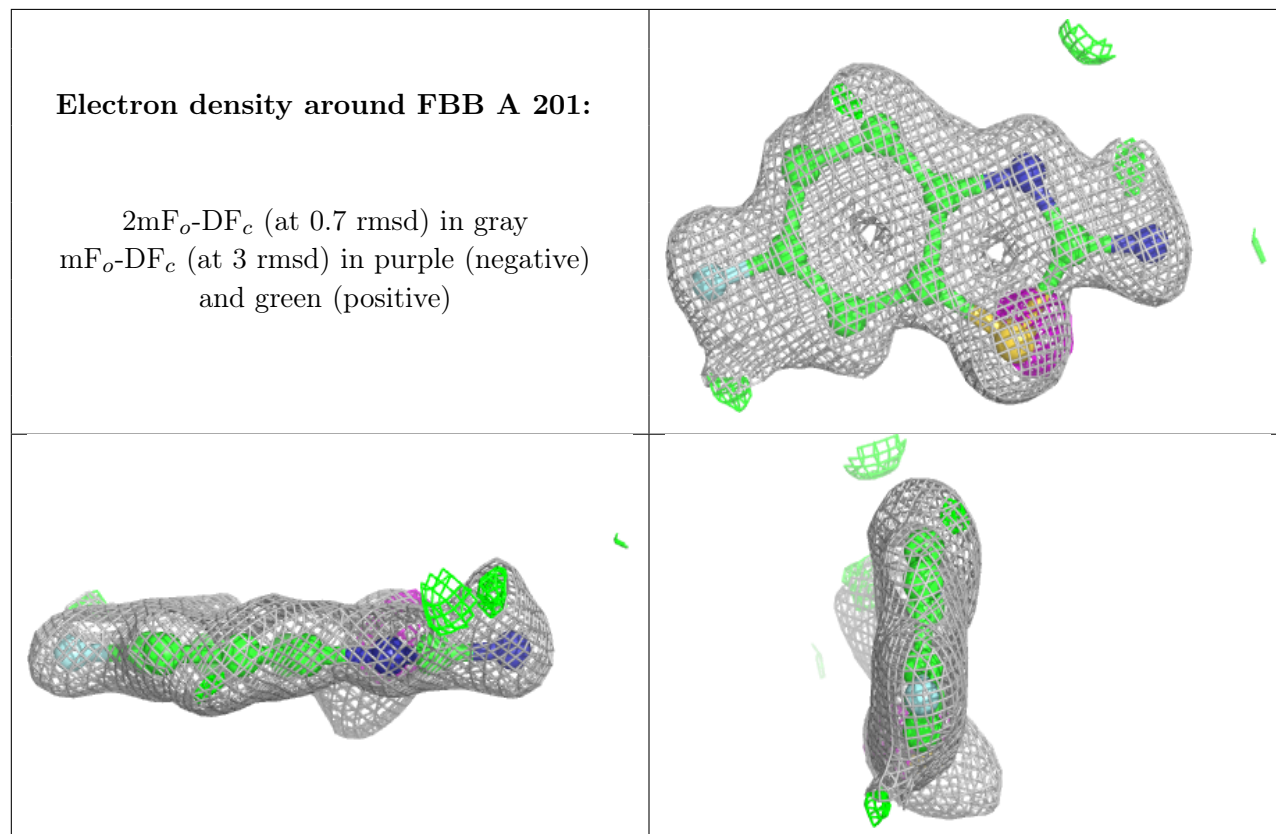 Electron density around FBB A 201:
2mFo-DFc (at 0.7 rmsd) in gray
mFo-DFc (at 3 rmsd) in purple (negative)
and green (positive)